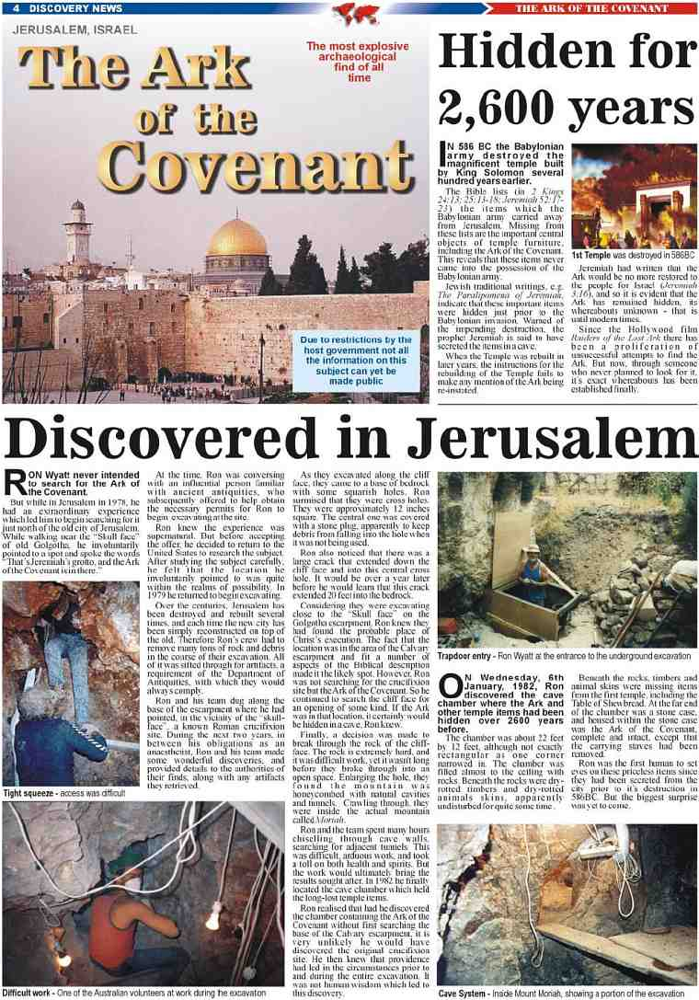 4 DISCOVERY NEWS
THE ARK OF THE COVENANT
JERUSALEM, ISRAEL
The Ark
of the
Covenant
The most explosive
archaeological
find of all
time
Due to restrictions by the
host government not all
the information on this
subject can yet be
made public
Hidden for
2,600 years
IN 586 BC the Babylonian
army destroyed the
magnificent temple built
by King Solomon several
hundred years earlier.
The Bible lists (in 2 Kings
24:13; 25:13-18; Jeremiah 52:17-
23) the items which the
Babylonian army carried away
from Jerusalem. Missing from
these lists are the important central
objects of temple furniture,
including the Ark of the Covenant.
This reveals that these items never
came into the possession of the
Babylonian army.
Jewish traditional writings, e.g.
The Paralipomena of Jeremiah,
indicate that these important items
were hidden just prior to the
Babylonian invasion. Warned of
the impending destruction, the
prophet Jeremiah is said to have
secreted the items in a cave.
When the Temple was rebuilt in
later years, the instructions for the
rebuilding of the Temple fails to
make any mention of the Ark being
re-instated.
1st Temple was destroyed in 586BC
Jeremiah had written that the
Ark would be no more restored to
the people for Israel (Jeremiah
3:16), and so it is evident that the
Ark has remained hidden, its
whereabouts unknown - that is
until modern times.
Since the Hollywood film
Raiders of the Lost Ark there has
been a proliferation of
unsuccessful attempts to find the
Ark. But now, through someone
who never planned to look for it,
it's exact whereabouts has been
established finally.
Discovered in Jerusalem
RON Wyatt never intended
to search for the Ark of
the Covenant.
But while in Jerusalem in 1978, he
had an extraordinary experience
which led him to begin searching for it
just north of the old city of Jerusalem.
While walking near the "Skull face"
of old Golgotha, he involuntarily
pointed to a spot and spoke the words
"That's Jeremiah's grotto, and the Ark
of the Covenant is in there."
Tight squeeze - access was difficult
At the time, Ron was conversing
with an influential person familiar
with ancient antiquities, who
subsequently offered to help obtain
the necessary permits for Ron to
begin excavating at the site.
Ron knew the experience was
supernatural. But before accepting
the offer, he decided to return to the
United States to research the subject.
After studying the subject carefully,
he felt that the location he
involuntarily pointed to was quite
within the realms of possibility. In
1979 he returned to begin excavating.
Over the centuries, Jerusalem has
been destroyed and rebuilt several
times, and each time the new city has
been simply reconstructed on top of
the old. Therefore Ron's crew had to
remove many tons of rock and debris
in the coarse of their excavation. All
of it was sifted through for artifacts, a
requirement of the Department of
Antiquities, with which they would
always comply.
Ron and his team dug along the
base of the escarpment where he had
pointed, in the vicinity of the "skull-
face", a known Roman crucifixion
site. During the next two years, in
between his obligations as an
anaesthetist, Ron and his team made
some wonderful discoveries, and
provided details to the authorities of
their finds, along with any artifacts
they retrieved.
Difficult work - One of the Australian volunteers at work during the excavation
As they excavated along the cliff
face, they came to a base of bedrock
with some squarish holes. Ron
surmised that they were cross holes.
They were approximately 12 inches
square. The central one was covered
with a stone plug, apparently to keep
debris from falling into the hole when
it was not being used.
Ron also noticed that there was a
large crack that extended down the
cliff face and into this central cross
hole. It would be over a year later
before he would learn that this crack
extended 20 feet into the bedrock.
Considering they were excavating
close to the "Skull face" on the
Golgotha escarpment, Ron knew they
had found the probable place of
Christ's execution. The fact that the
location was in the area of the Calvary
escarpment and fit a number of
aspects of the Biblical description
made it the likely spot. However, Ron
was not searching for the crucifixion
site but the Ark of the Covenant. So he
continued to search the cliff face for
an opening of some kind. If the Ark
was in that location, it certainly would
be hidden in a cave, Ron knew.
Finally, a decision was made to
break through the rock of the cliff-
face. The rock is extremely hard, and
it was difficult work, yet it wasn't long
before they broke through into an
open space. Enlarging the hole, they
found the mountain was
honeycombed with natural cavities
and tunnels. Crawling through, they
were inside the actual mountain
called Moriah.
Ron and the team spent many hours
chiselling through cave walls,
searching for adjacent tunnels. This
was difficult, arduous work, and took
a toll on both health and spirits. But
the work would ultimately bring the
results sought after. In 1982 he finally
located the cave chamber which held
the long-lost temple items.
Ron realised that had he discovered
the chamber containing the Ark of the
Covenant without first searching the
base of the Calvary escarpment, it is
very unlikely he would have
discovered the original crucifixion
site. He then knew that providence
had led in the circumstances prior to
and during the entire excavation. It
was not human wisdom which led to
this discovery.
Trapdoor entry - Ron Wyatt at the entrance to the underground excavation
ON Wednesday, 6th
January, 1982, Ron
discovered the cave
chamber where the Ark and
other temple items had been
hidden over 2600 years
before.
The chamber was about 22 feet
by 12 feet, although not exactly
rectangular as one corner
narrowed in. The chamber was
filled almost to the ceiling with
rocks. Beneath the rocks were dry-
rotted timbers and dry-rotted
animals skins, apparently
undisturbed for quite some time.
Beneath the rocks, timbers and
animal skins were missing items
from the first temple, including the
Table of Shewbread. At the far end
of the chamber was a stone case,
and housed within the stone case
was the Ark of the Covenant,
complete and intact, except that
the carrying staves had been
removed.
Ron was the first human to set
eyes on these priceless items since
they had been secreted from the
city prior to it's destruction in
586BC. But the biggest surprise
was yet to come.
Cave System - Inside Mount Moriah, showing a portion of the excavation